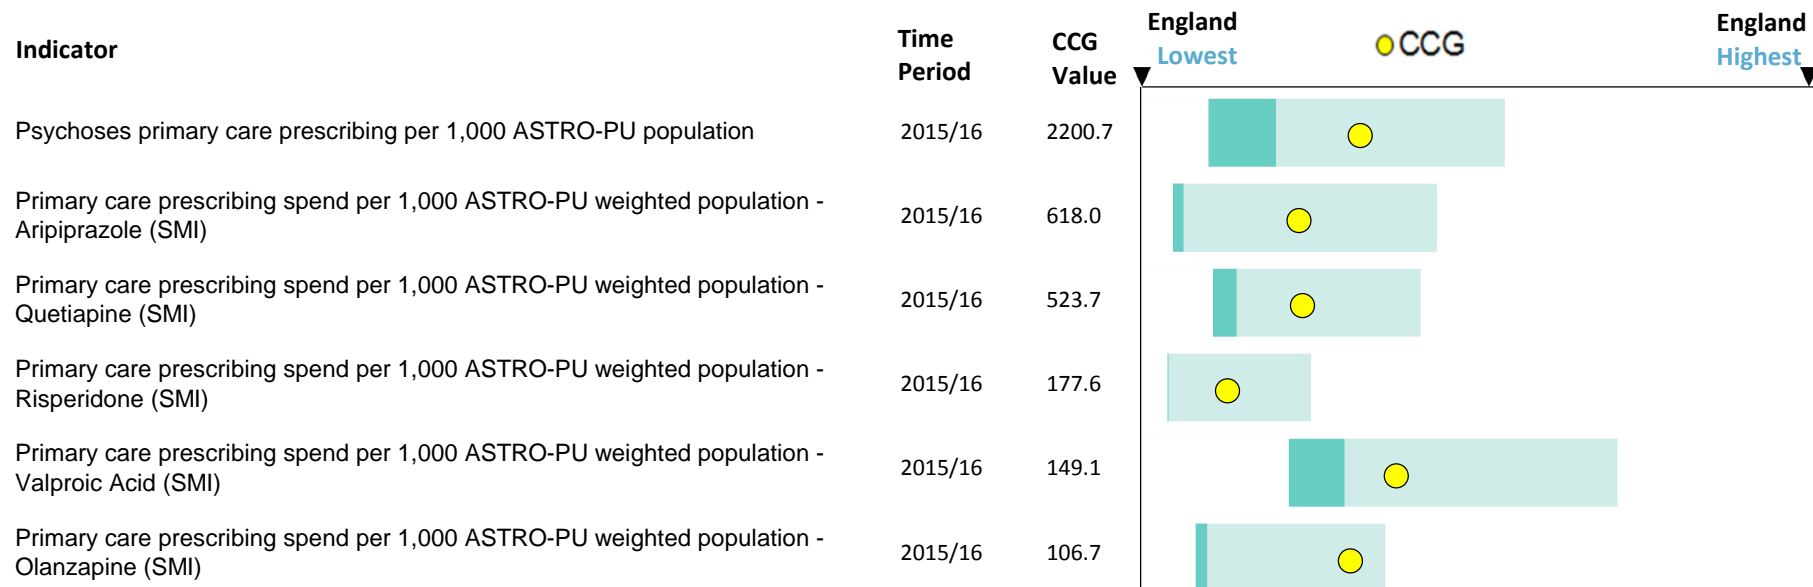 Indicator
Time
Period
CCG
Value
England
Lowest
CCG
England
Highest
Psychoses primary care prescribing per 1,000 ASTRO-PU population
2015/16
2200.7
Primary care prescribing spend per 1,000 ASTRO-PU weighted population -
Aripiprazole (SMI)
2015/16
618.0
Primary care prescribing spend per 1,000 ASTRO-PU weighted population -
Quetiapine (SMI)
2015/16
523.7
Primary care prescribing spend per 1,000 ASTRO-PU weighted population -
Risperidone (SMI)
2015/16
177.6
Primary care prescribing spend per 1,000 ASTRO-PU weighted population -
Valproic Acid (SMI)
2015/16
149.1
Primary care prescribing spend per 1,000 ASTRO-PU weighted population -
Olanzapine (SMI)
2015/16
106.7